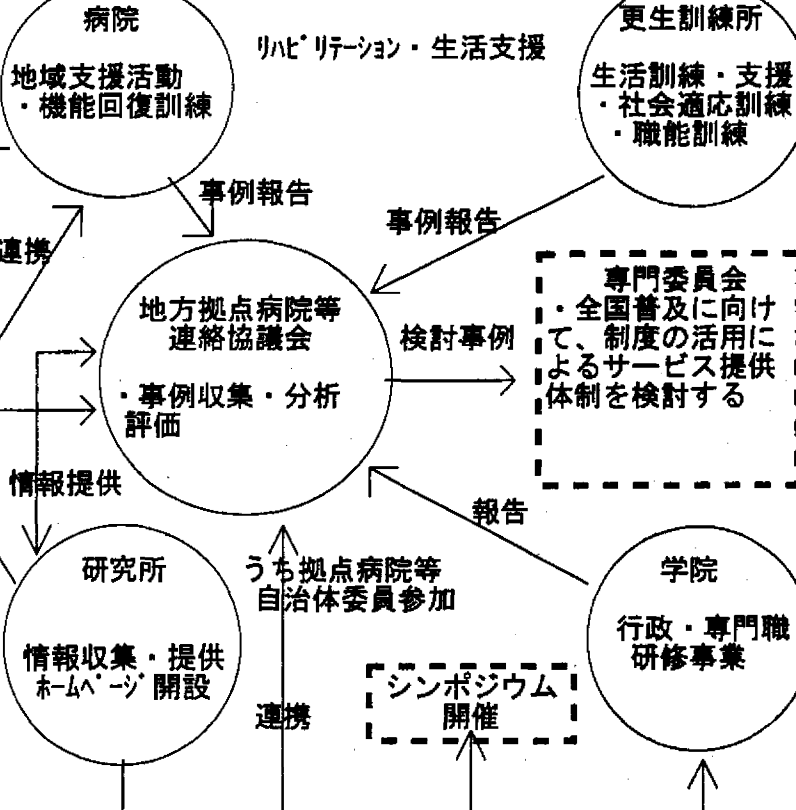 病院
地域支援活動
・機能回復訓練
ﾘﾊﾋﾞﾘﾃｰｼｮﾝ・生活支援
更生訓練所
生活訓練・支援
・社会適応訓練
・職能訓練
事例報告
事例報告
連携
地方拠点病院等
連絡協議会
・事例収集・分析
評価
検討事例
専門委員会
・全国普及に向け
て、制度の活用に
よるサービス提供
体制を検討する
情報提供
報告
研究所
情報収集・提供
ﾎｰﾑﾍﾟｰｼﾞ開設
うち拠点病院等
自治体委員参加
連携
シンポジウム
開催
学院
行政・専門職
研修事業